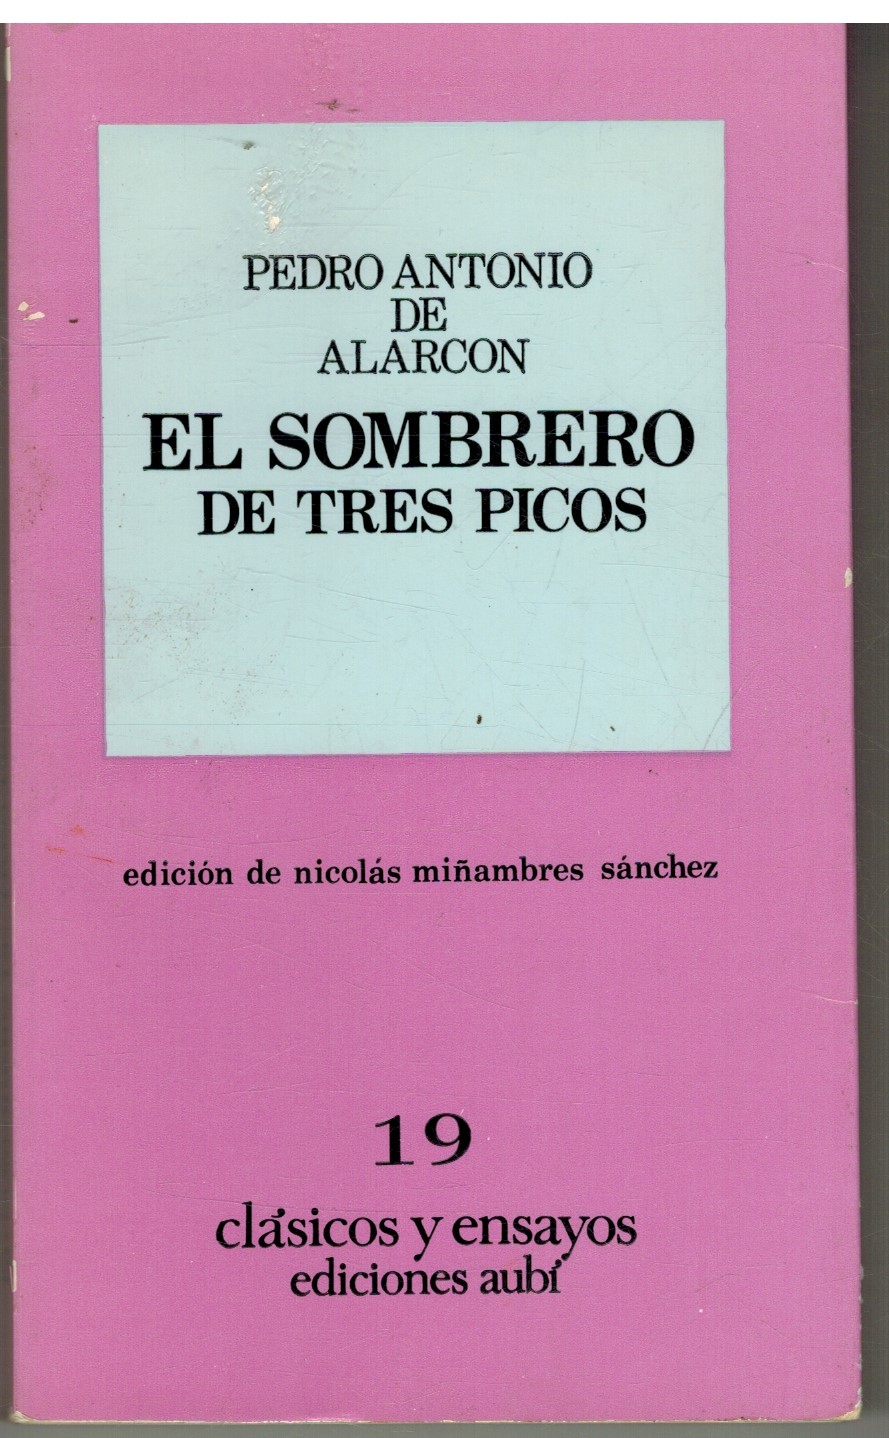 PEDRO ANTONIO
DE
ALARCON
EL SOMBRERO
DE TRES PICOS
edición de nicolás miñambres sánchez
19
clásicos y ensayos
ediciones aubí